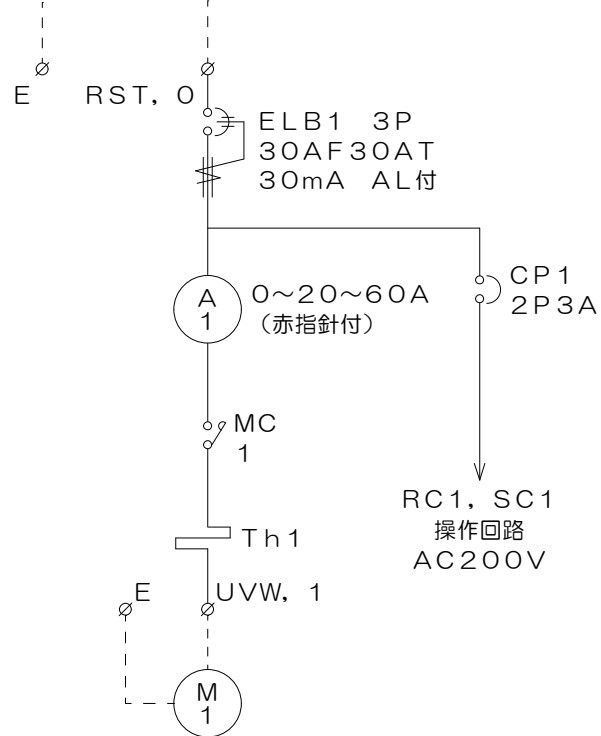 E RST, 0
ELB1 3P
30AF30AT
30mA AL付
A
1
0~20~60A
(赤指針付)
CP1
2P3A
MC
1
RC1, SC1
操作回路
AC200V
Th1
E UVW, 1
M
1